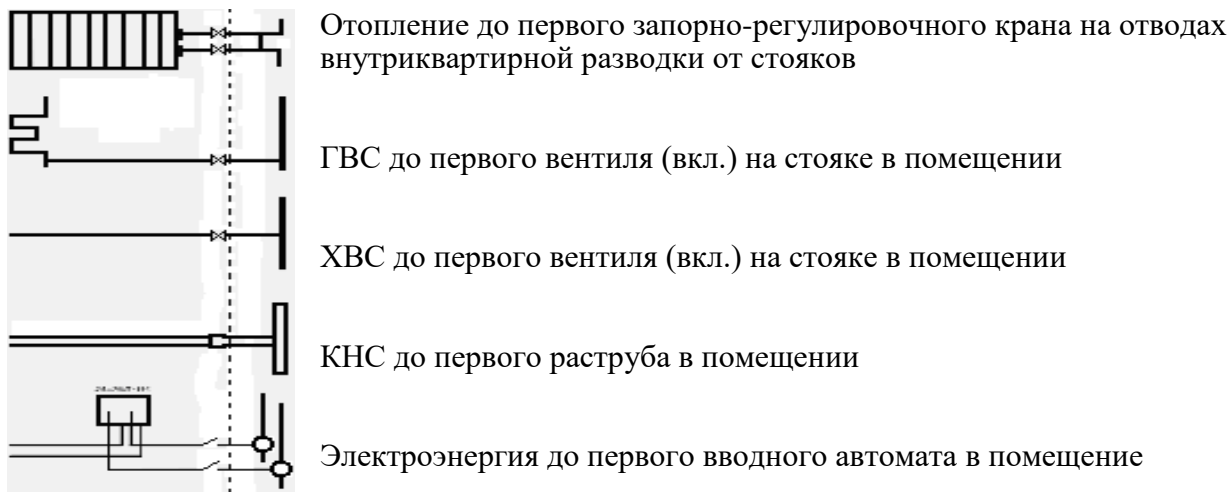 Отопление до первого запорно-регулировочного крана на отводах
внутриквартирной разводки от стояков
ГВС до первого вентиля (вкл.) на стояке в помещении
ХВС до первого вентиля (вкл.) на стояке в помещении
КНС до первого раструба в помещении
Электроэнергия до первого вводного автомата в помещение